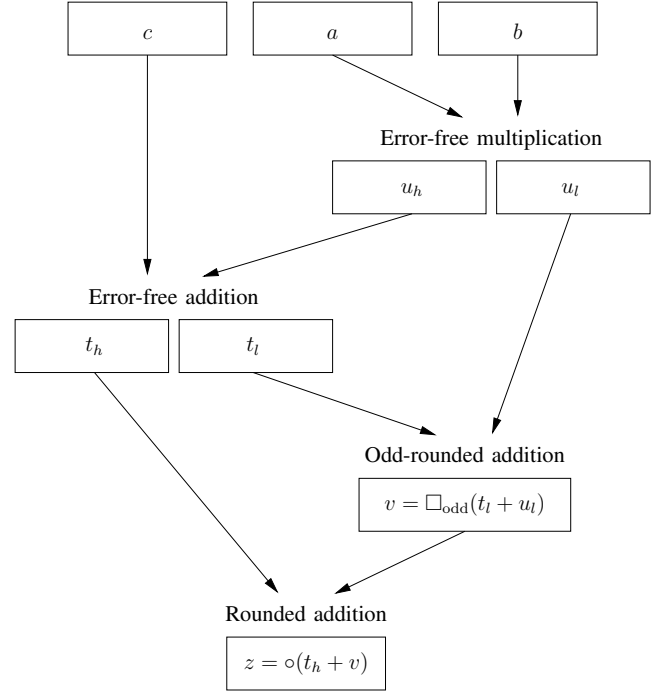 c a b
Error-free multiplication
u_h u_l
Error-free addition
t_h t_l
Odd-rounded addition
v = □_odd(t_l + u_l)
Rounded addition
z = ∘(t_h + v)